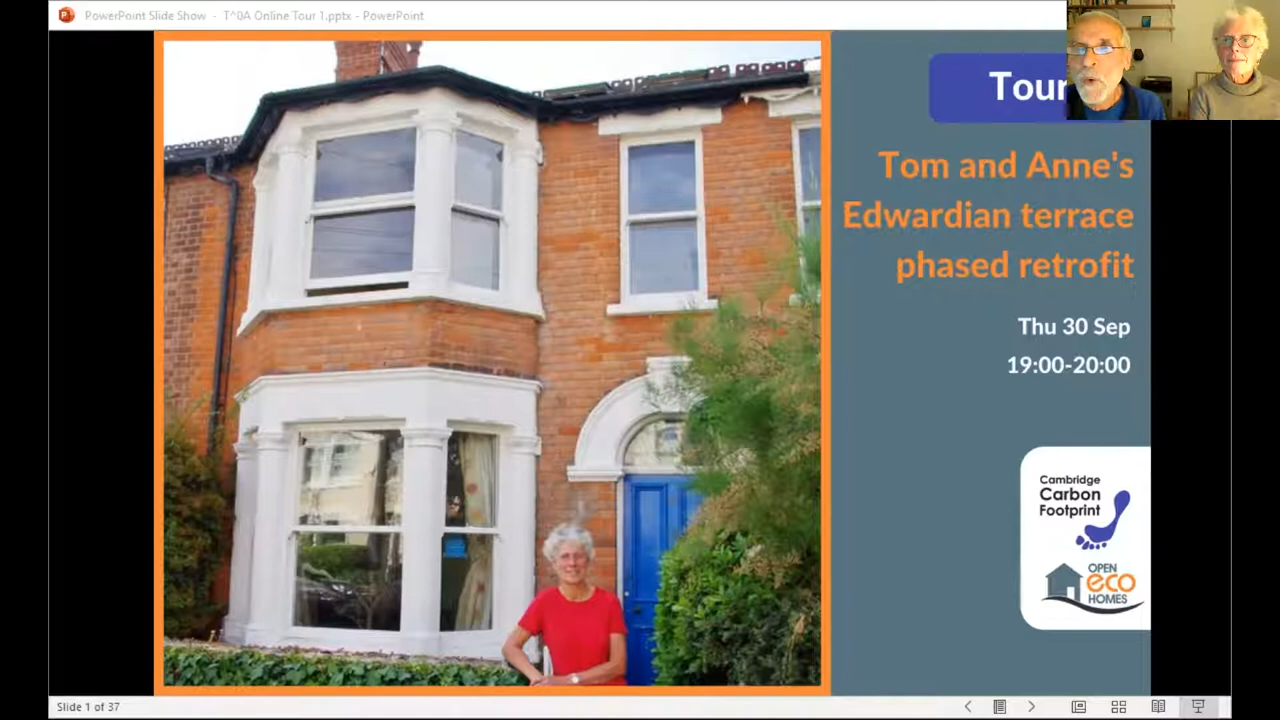 PowerPoint Slide Show - T^0A Online Tour 1.pptx - PowerPoint
Tour
Tom and Anne's
Edwardian terrace
phased retrofit
Thu 30 Sep
19:00-20:00
Cambridge
Carbon
Footprint
OPEN
eco
HOMES
Slide 1 of 37